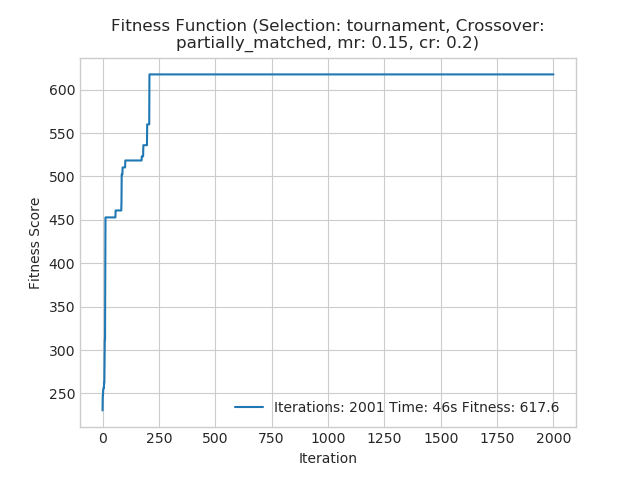 Fitness Function (Selection: tournament, Crossover:
partially_matched, mr: 0.15, cr: 0.2)
Fitness Score
600
550
500
450
400
350
300
250
Iterations: 2001 Time: 46s Fitness: 617.6
0 250 500 750 1000 1250 1500 1750 2000
Iteration